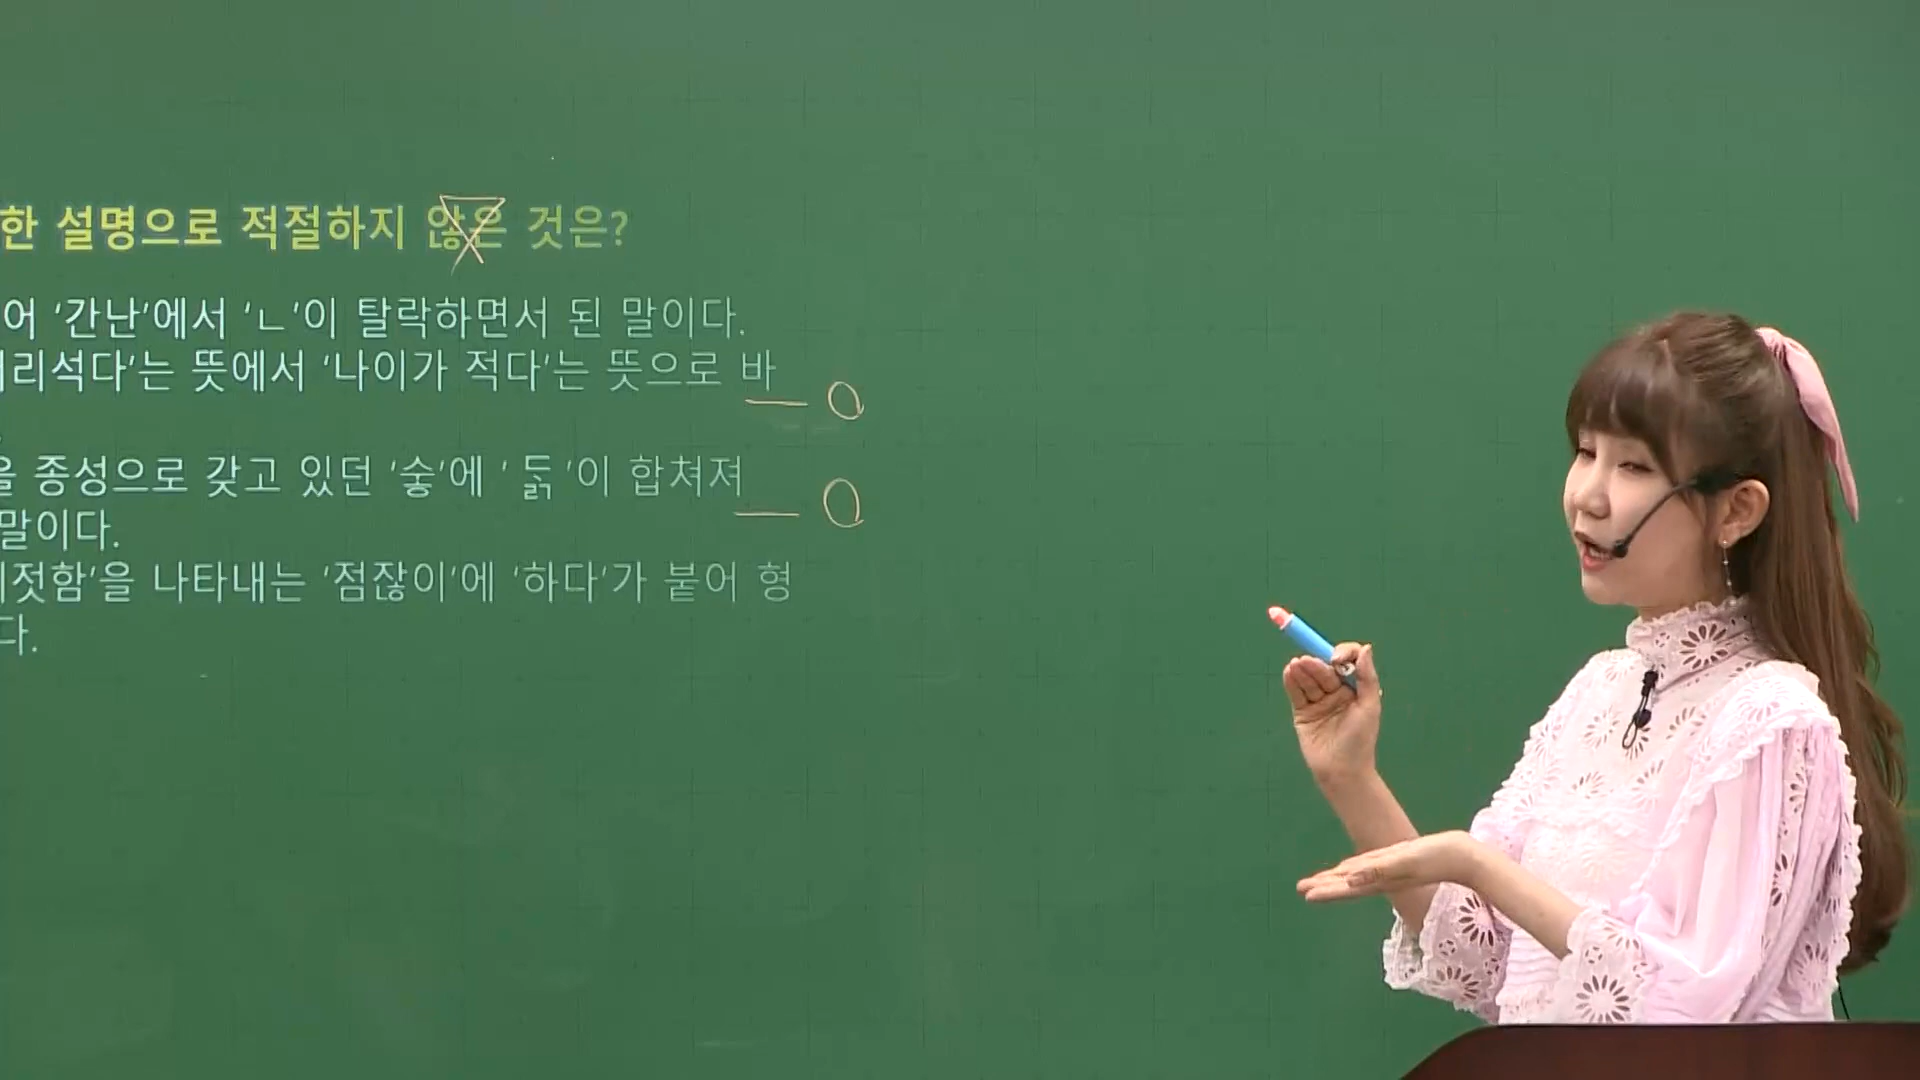 한 설명으로 적절하지 않은 것은?
어 '간난'에서 'ㄴ'이 탈락하면서 된 말이다.
리석다'는 뜻에서 '나이가 적다'는 뜻으로 바
을 종성으로 갖고 있던 '숳'에 '둙'이 합쳐져
말이다.
젓함'을 나타내는 '점잖이'에 '하다'가 붙어 형
다.